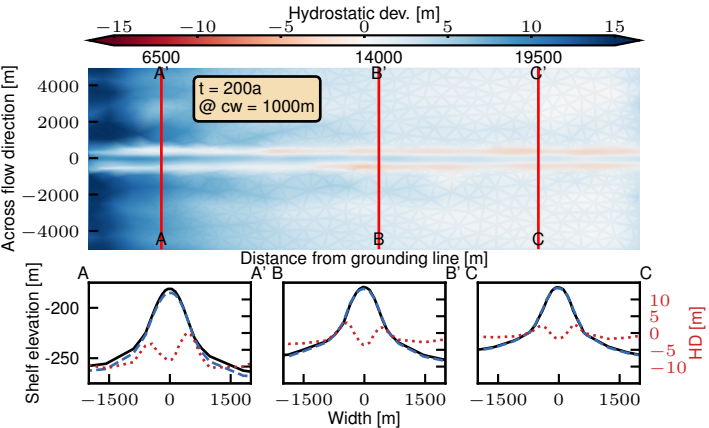 Hydrostatic dev. [m]
−15 −10 −5 0 5 10 15
6500 14000 19500
A' B' C'
t = 200a
@ cw = 1000m
Across flow direction [m]
4000
2000
0
−2000
−4000
A B C
Distance from grounding line [m]
A A' B B' C C
Shelf elevation [m]
-200
-250
10
5
0
−5
−10
HD [m]
−1500 0 1500 −1500 0 1500 −1500 0 1500
Width [m]